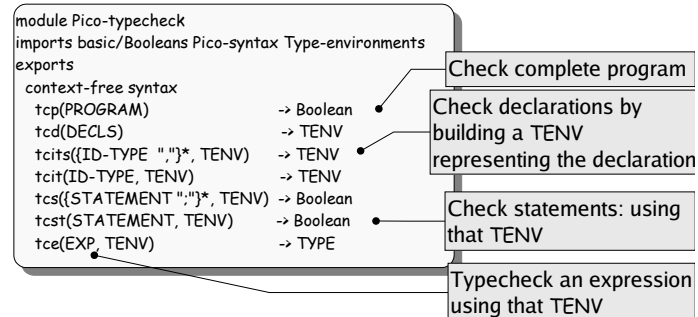 module Pico-typecheck
imports basic/Booleans Pico-syntax Type-environments
exports
context-free syntax
tcp(PROGRAM) -> Boolean
tcd(DECLS) -> TENV
tcits({ID-TYPE ","}*, TENV) -> TENV
tcit(ID-TYPE, TENV) -> TENV
tcs({STATEMENT ";"}*, TENV) -> Boolean
tcst(STATEMENT, TENV) -> Boolean
tce(EXP, TENV) -> TYPE
Check complete program
Check declarations by
building a TENV
representing the declaration
Check statements: using
that TENV
Typecheck an expression
using that TENV